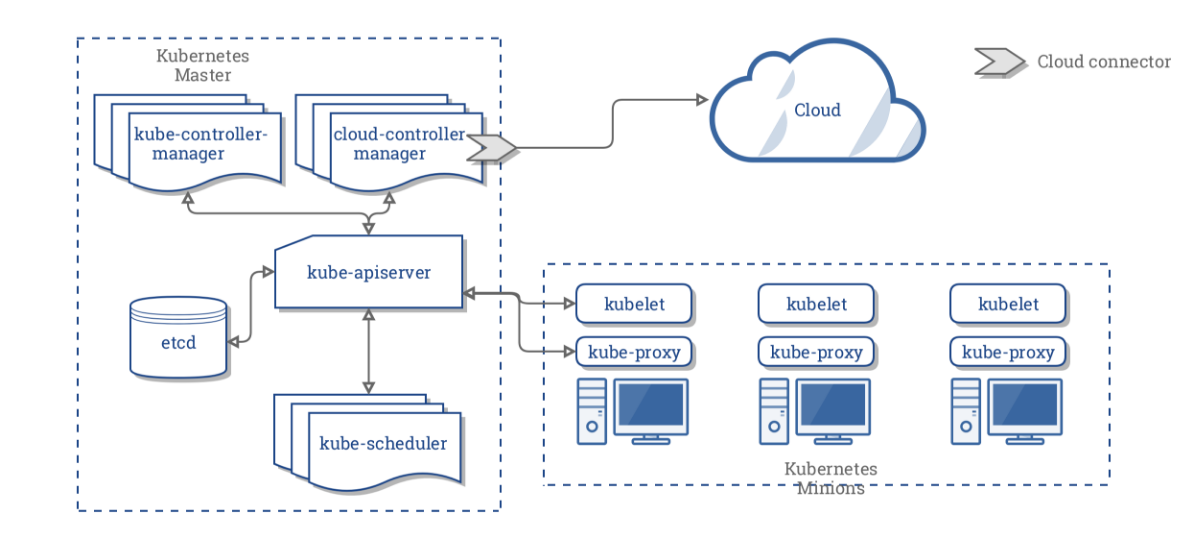 Kubernetes
Master
kube-controller-
manager
cloud-controller
manager
Cloud
Cloud connector
kube-apiserver
etcd
kube-scheduler
kubelet
kubelet
kubelet
kube-proxy
kube-proxy
kube-proxy
Kubernetes
Minions